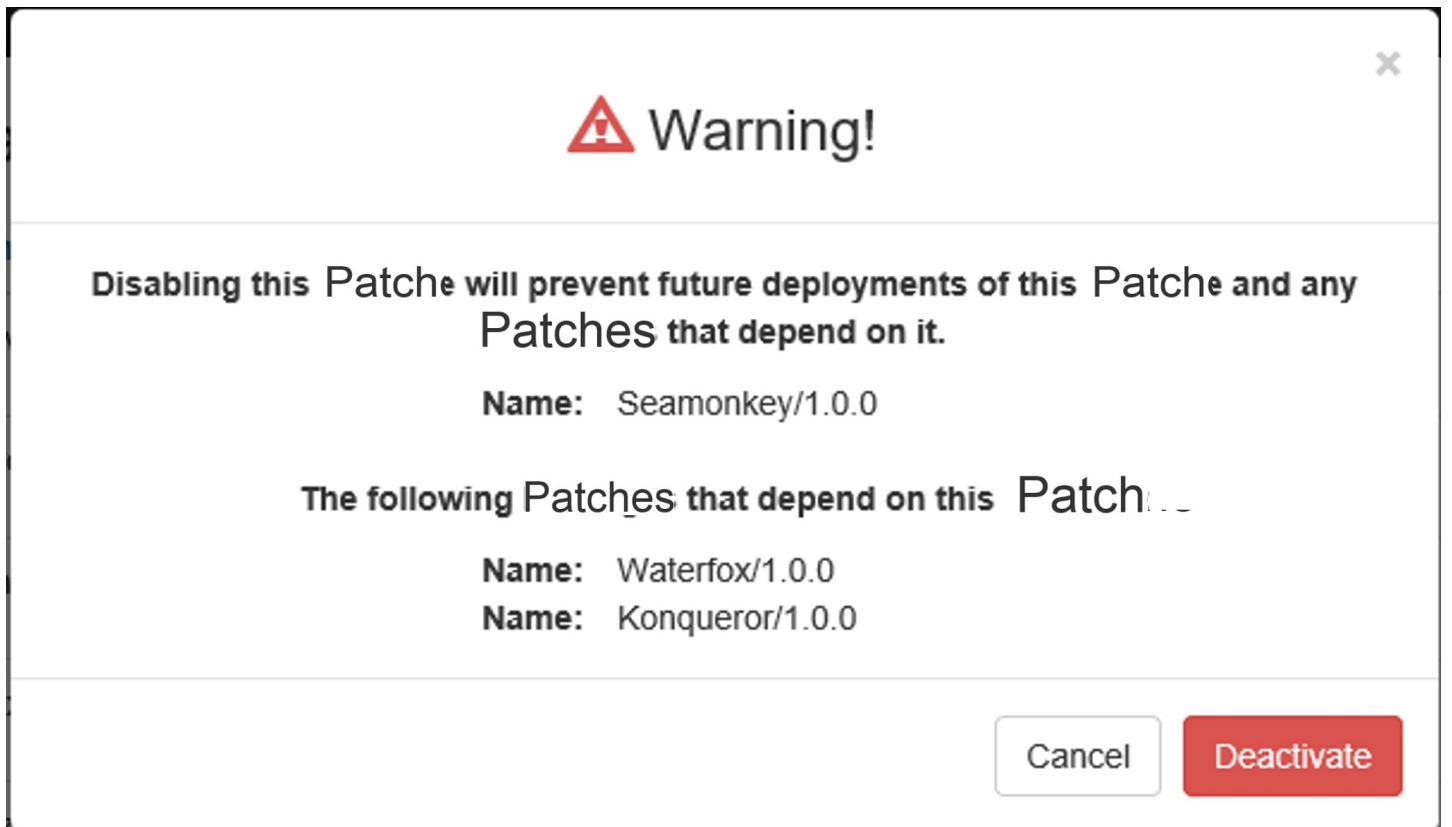 ×
Warning!
Disabling this Patche will prevent future deployments of this Patche and any
Patches that depend on it.
Name: Seamonkey/1.0.0
The following Patches that depend on this Patch
Name: Waterfox/1.0.0
Name: Konqueror/1.0.0
Cancel Deactivate